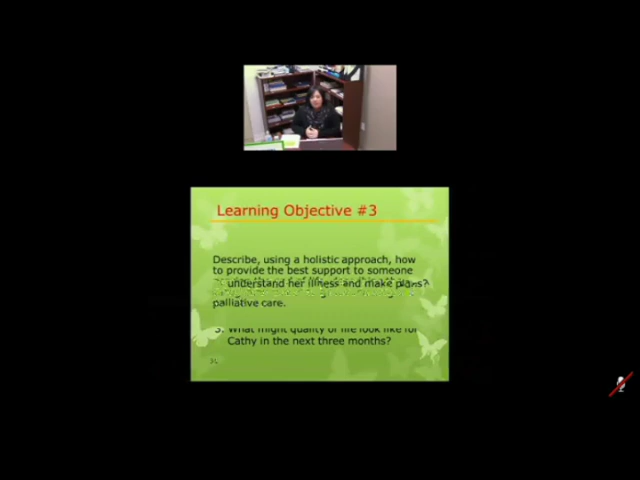 Learning Objective #3
Describe, using a holistic approach, how
to provide the best support to someone
understand her illness and make plans?
palliative care.
3. What might quality of life look like for
Cathy in the next three months?